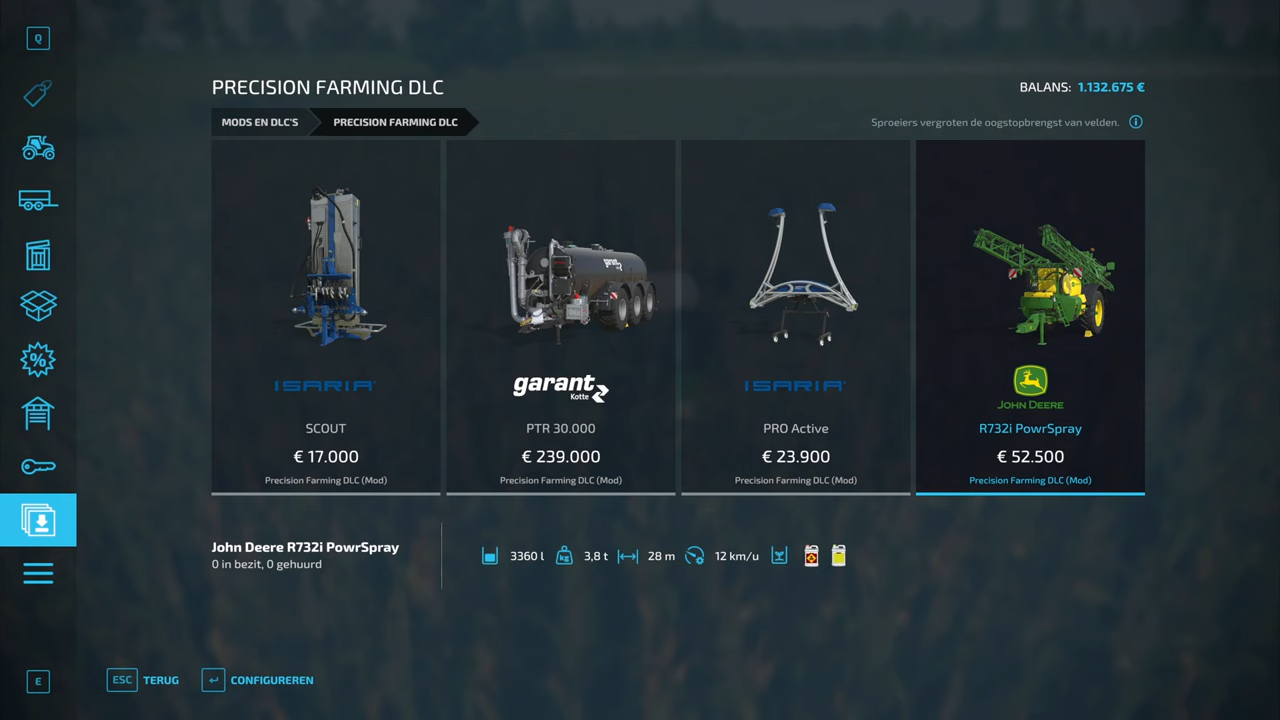 Q
PRECISION FARMING DLC
BALANS: 1.132.675 €
MODS EN DLC'S
PRECISION FARMING DLC
Sproeiers vergroten de oogstopbrengst van velden.
ISARIA
SCOUT
€ 17.000
Precision Farming DLC (Mod)
garant
garant
Kotte
PTR 30.000
€ 239.000
Precision Farming DLC (Mod)
ISARIA
PRO Active
€ 23.900
Precision Farming DLC (Mod)
JOHN DEERE
R732i PowrSpray
€ 52.500
Precision Farming DLC (Mod)
John Deere R732i PowrSpray
0 in bezit, 0 gehuurd
3360 l
kg
3,8 t
28 m
12 km/u
E
ESC TERUG
CONFIGUREREN